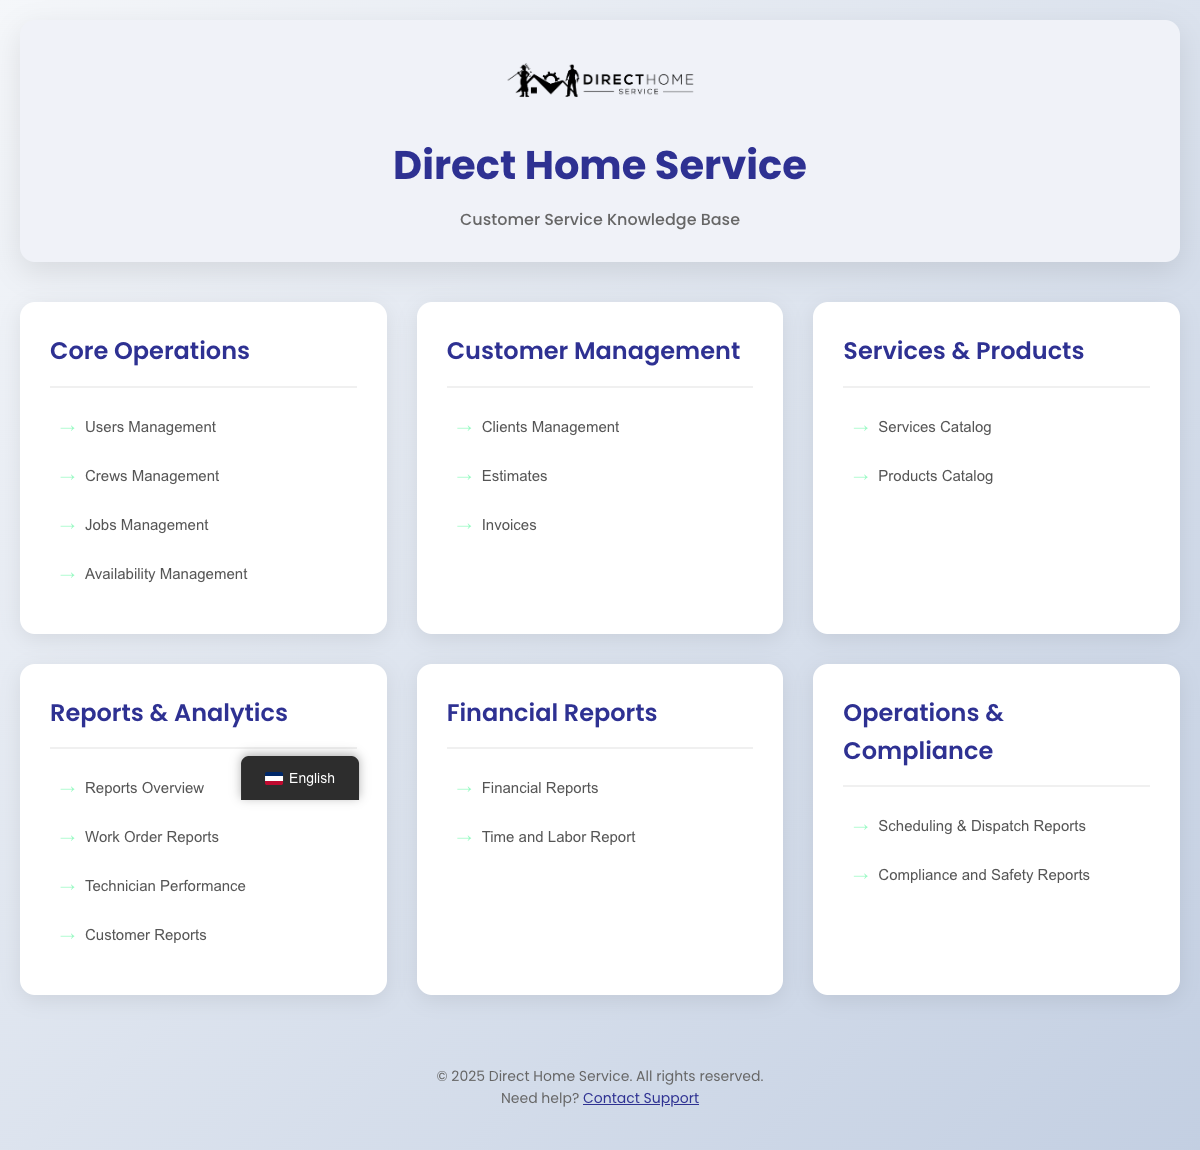 DIRECTHOME
SERVICE
Direct Home Service
Customer Service Knowledge Base
Core Operations
→ Users Management
→ Crews Management
→ Jobs Management
→ Availability Management
Customer Management
→ Clients Management
→ Estimates
→ Invoices
Services & Products
→ Services Catalog
→ Products Catalog
Reports & Analytics
→ Reports Overview
English
→ Work Order Reports
→ Technician Performance
→ Customer Reports
Financial Reports
→ Financial Reports
→ Time and Labor Report
Operations &
Compliance
→ Scheduling & Dispatch Reports
→ Compliance and Safety Reports
© 2025 Direct Home Service. All rights reserved.
Need help? Contact Support